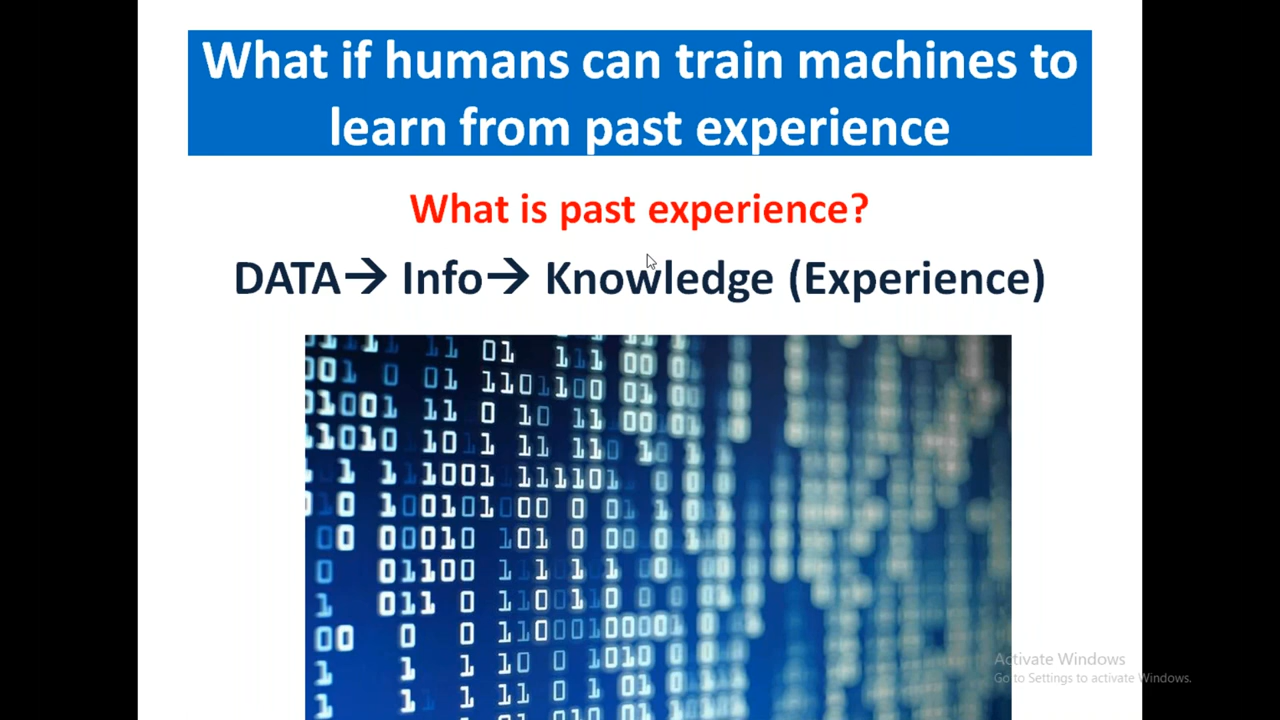 What if humans can train machines to
learn from past experience
What is past experience?
DATA→ Info→ Knowledge (Experience)
Activate Windows
Go to Settings to activate Windows.